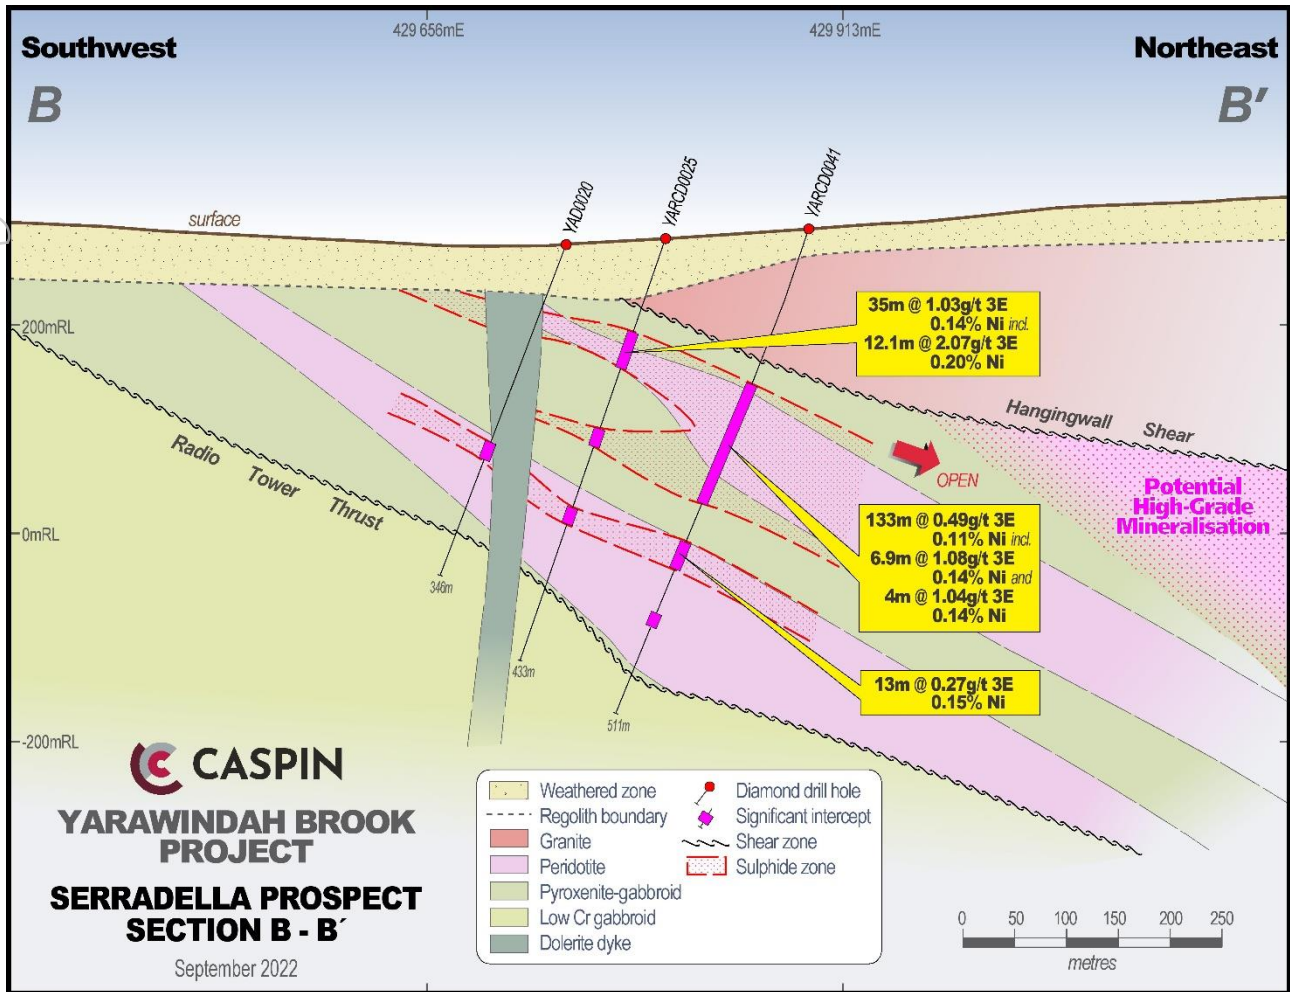 429 656mE
429 913mE
Southwest
Northeast
B
B′
surface
YAD0020
YARCD0025
YARCD0041
200mRL
0mRL
-200mRL
35m @ 1.03g/t 3E
0.14% Ni incl.
12.1m @ 2.07g/t 3E
0.20% Ni
Hangingwall Shear
Radio Tower Thrust
OPEN
Potential
High-Grade
Mineralisation
133m @ 0.49g/t 3E
0.11% Ni incl.
6.9m @ 1.08g/t 3E
0.14% Ni and
4m @ 1.04g/t 3E
0.14% Ni
346m
433m
511m
13m @ 0.27g/t 3E
0.15% Ni
CASPIN
YARAWINDAH BROOK
PROJECT
SERRADELLA PROSPECT
SECTION B - B´
September 2022
Weathered zone
Regolith boundary
Granite
Peridotite
Pyroxenite-gabbroid
Low Cr gabbroid
Dolerite dyke
Diamond drill hole
Significant intercept
Shear zone
Sulphide zone
0 50 100 150 200 250
metres